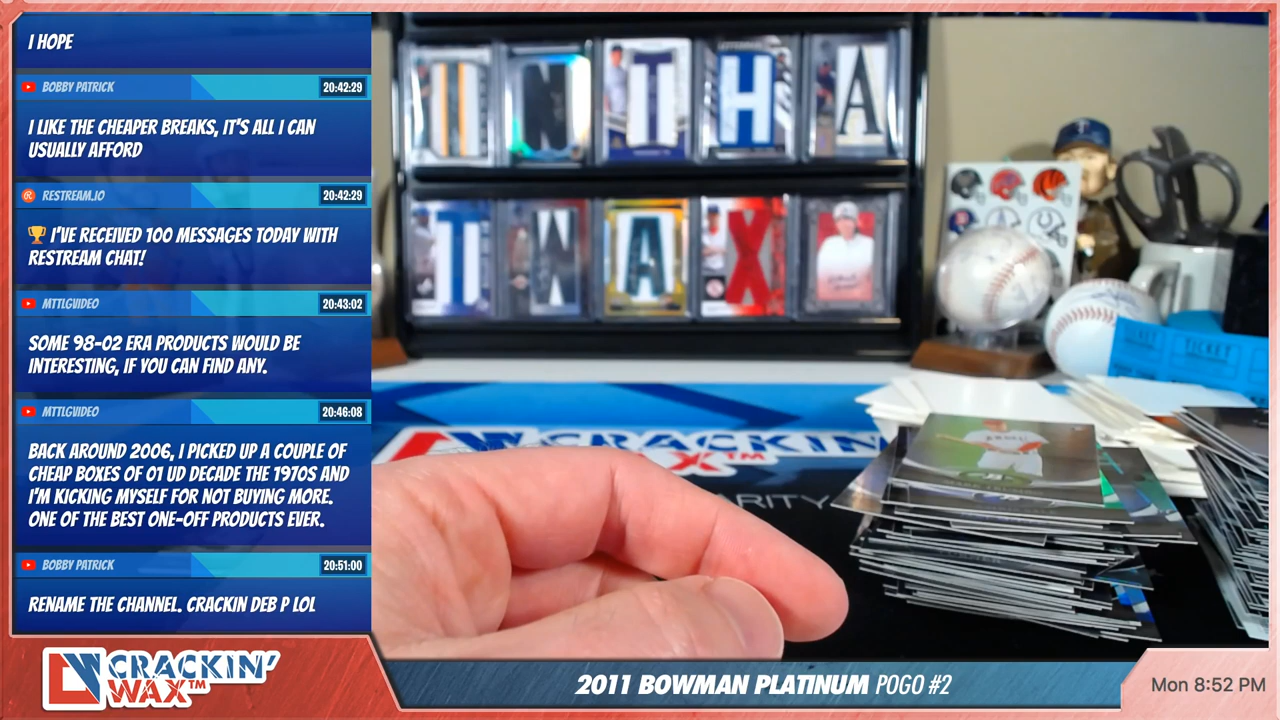 I HOPE
BOBBY PATRICK
20:42:29
I LIKE THE CHEAPER BREAKS, IT'S ALL I CAN
USUALLY AFFORD
RESTREAM.IO
20:42:29
🏆 I'VE RECEIVED 100 MESSAGES TODAY WITH
RESTREAM CHAT!
MTTLGVIDEO
20:43:02
SOME 98-02 ERA PRODUCTS WOULD BE
INTERESTING, IF YOU CAN FIND ANY.
MTTLGVIDEO
20:46:08
BACK AROUND 2006, I PICKED UP A COUPLE OF
CHEAP BOXES OF 01 UD DECADE THE 1970S AND
I'M KICKING MYSELF FOR NOT BUYING MORE.
ONE OF THE BEST ONE-OFF PRODUCTS EVER.
BOBBY PATRICK
20:51:00
RENAME THE CHANNEL. CRACKIN DEB P LOL
CRACKIN'
WAX™
I N T H A
T W A X
TICKET
CRACKIN
X™
ARITY
2011 BOWMAN PLATINUM POGO #2
Mon 8:52 PM